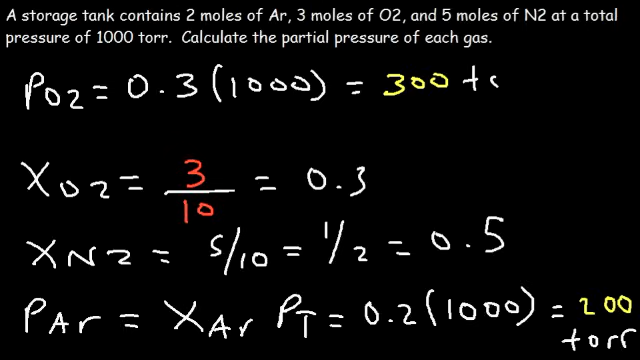 A storage tank contains 2 moles of Ar, 3 moles of O2, and 5 moles of N2 at a total
pressure of 1000 torr. Calculate the partial pressure of each gas.
PO2 = 0.3 (1000) = 300 to
XO2 = 3/10 = 0.3
XN2 = 5/10 = 1/2 = 0.5
PAr = XAr PT = 0.2 (1000) = 200
torr